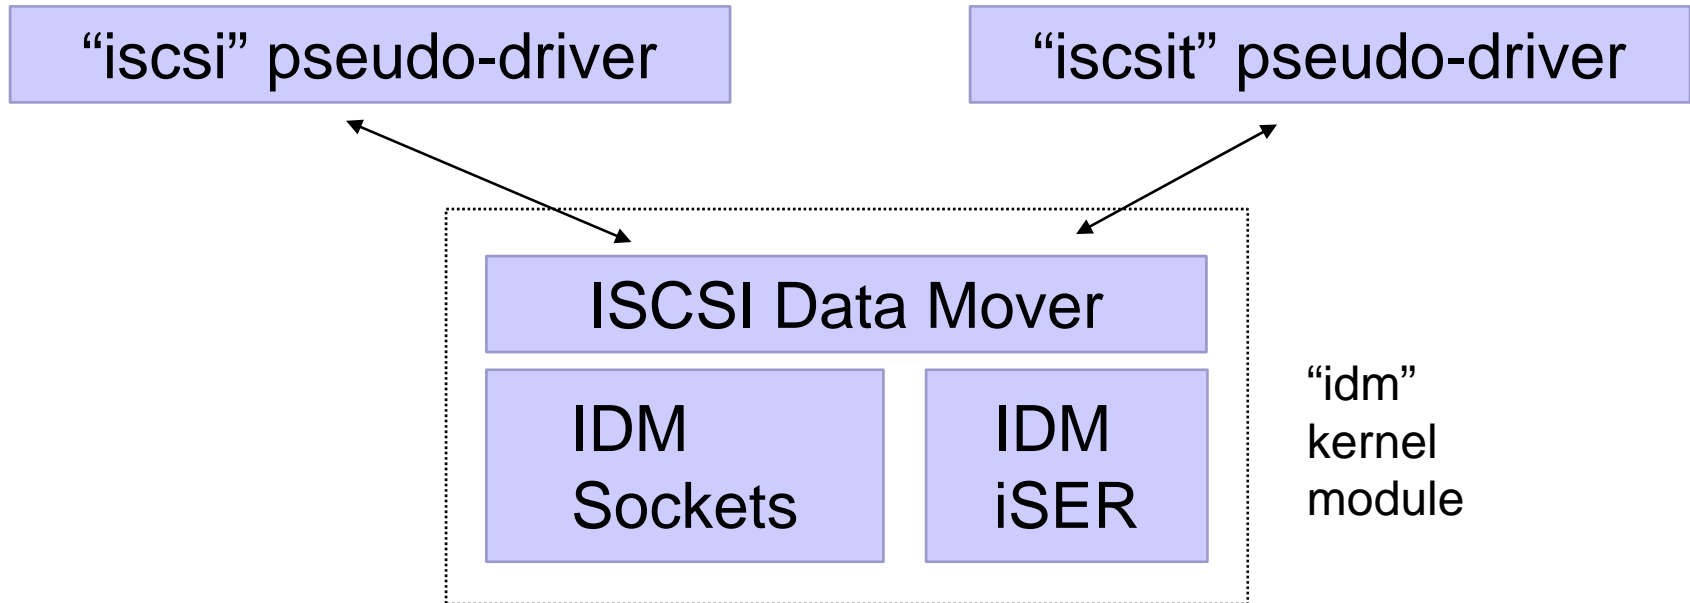 “iscsi” pseudo-driver
“iscsit” pseudo-driver
ISCSI Data Mover
IDM
Sockets
IDM
iSER
“idm”
kernel
module